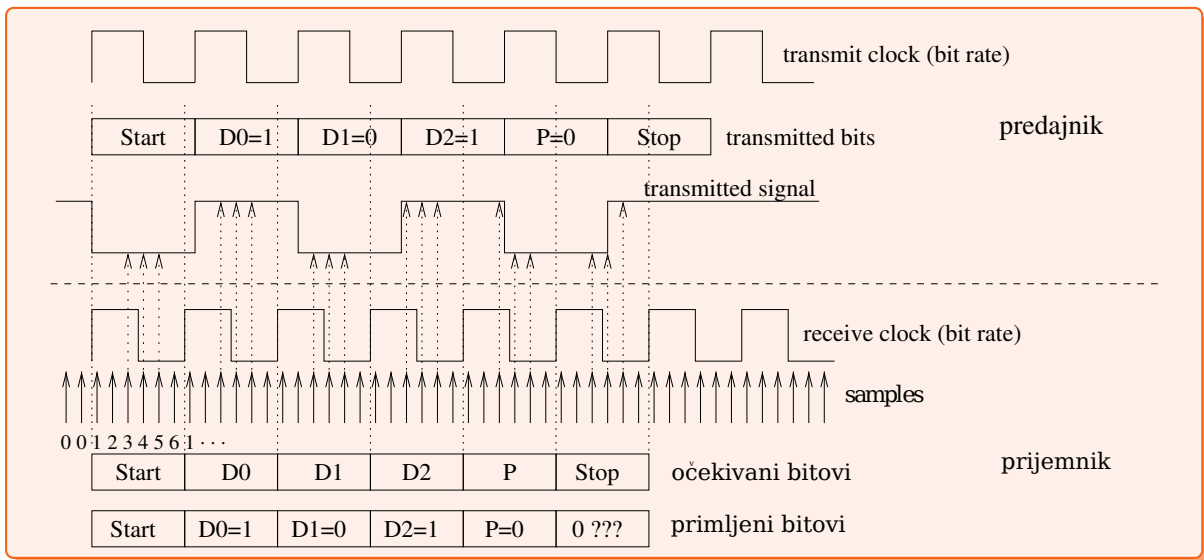 transmit clock (bit rate)
Start D0=1 D1=0 D2=1 P=0 Stop transmitted bits
predajnik
transmitted signal
receive clock (bit rate)
samples
0 0 1 2 3 4 5 6 1 · · ·
Start D0 D1 D2 P Stop očekivani bitovi
prijemnik
Start D0=1 D1=0 D2=1 P=0 0 ??? primljeni bitovi